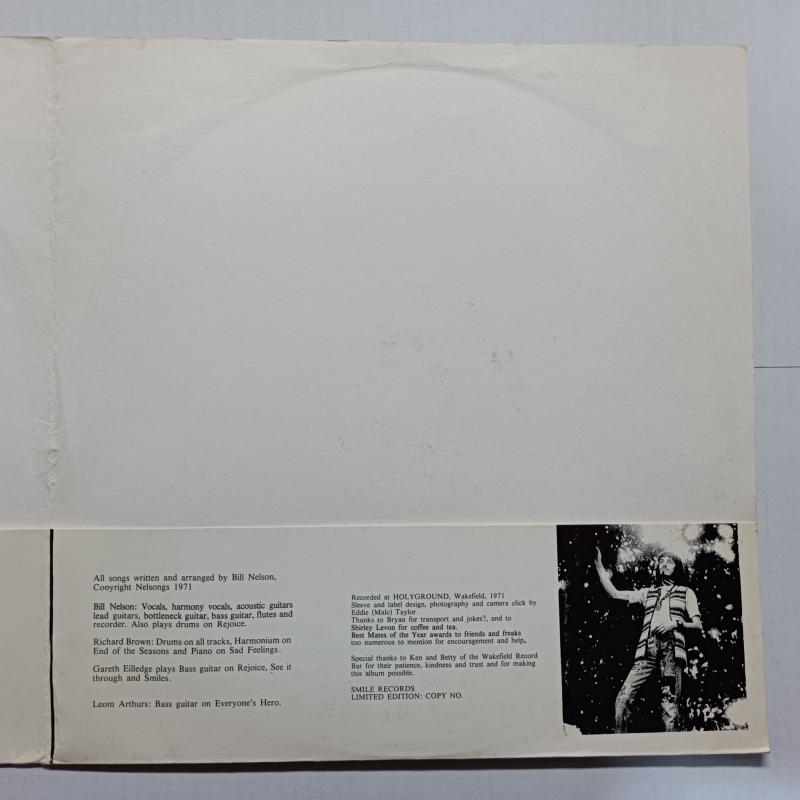 All songs written and arranged by Bill Nelson,
Copyright Nelsongs 1971
Bill Nelson: Vocals, harmony vocals, acoustic guitars
lead guitars, bottleneck guitar, bass guitar, flutes and
recorder. Also plays drums on Rejoice.
Richard Brown: Drums on all tracks, Harmonium on
End of the Seasons and Piano on Sad Feelings.
Gareth Eilledge plays Bass guitar on Rejoice, See it
through and Smiles.
Leom Arthurs: Bass guitar on Everyone's Hero.
Recorded at HOLYGROUND, Wakefield, 1971
Sleeve and label design, photography and camera click by
Eddie (Malc) Taylor
Thanks to Bryan for transport and jokes?, and to
Shirley Levon for coffee and tea.
Best Mates of the Year awards to friends and freaks
too numerous to mention for encouragement and help.
Special thanks to Ken and Betty of the Wakefield Record
Bar for their patience, kindness and trust and for making
this album possible.
SMILE RECORDS
LIMITED EDITION: COPY NO.